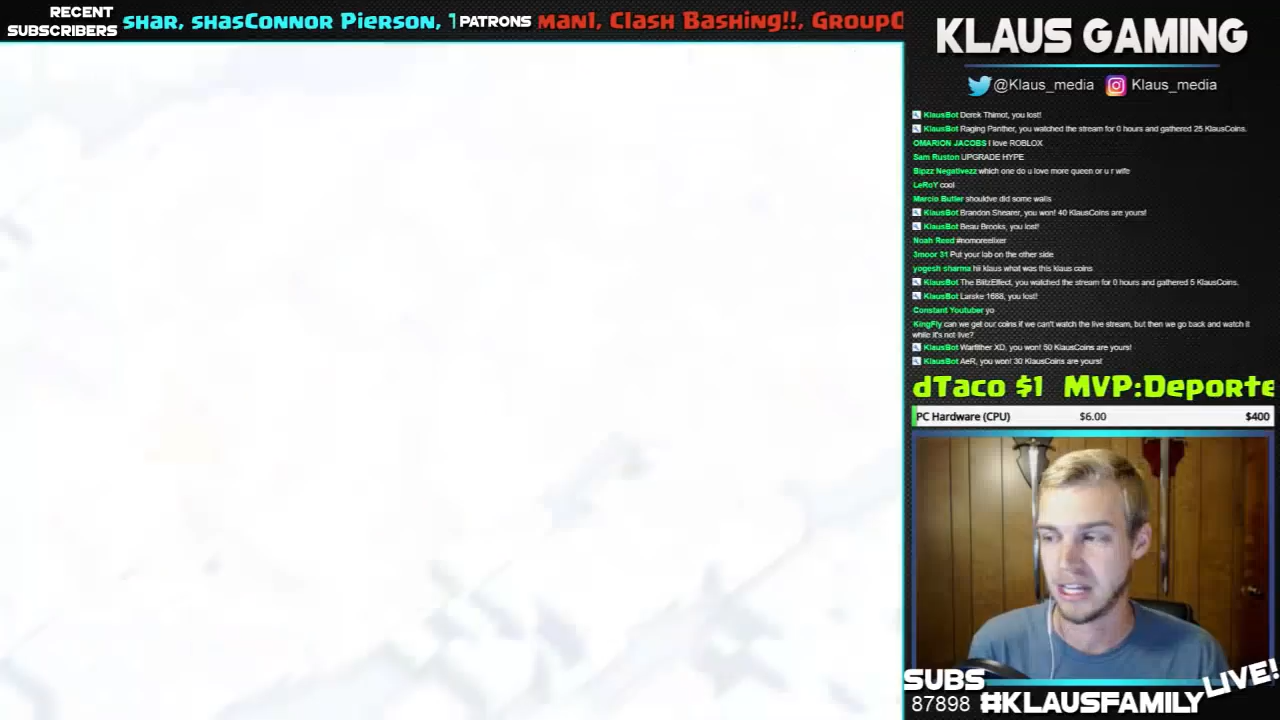 RECENT
SUBSCRIBERS
shar, shasConnor Pierson,
PATRONS
man1, Clash Bashing!!, Group
KLAUS GAMING
@Klaus_media
Klaus_media
KlausBot Derek Thimot, you lost!
KlausBot Raging Panther, you watched the stream for 0 hours and gathered 25 KlausCoins.
OMARION JACOBS I love ROBLOX
Sam Ruston UPGRADE HYPE
Bipzz Negativezz which one do u love more queen or u r wife
LeRoY cool
Marcio Butler shouldve did some walls
KlausBot Brandon Shearer, you won! 40 KlausCoins are yours!
KlausBot Beau Brooks, you lost!
Noah Reed #nomoreelixer
3moor 31 Put your lab on the other side
yogesh sharma hii klaus what was this klaus coins
KlausBot The BlitzEffect, you watched the stream for 0 hours and gathered 5 KlausCoins.
KlausBot Larske 1688, you lost!
Constant Youtuber yo
KingFly can we get our coins if we can't watch the live stream, but then we go back and watch it
while it's not live?
KlausBot Warfither XD, you won! 50 KlausCoins are yours!
KlausBot AeR, you won! 30 KlausCoins are yours!
dTaco $1 MVP:Deporte
PC Hardware (CPU) $6.00 $400
SUBS
87898
#KLAUSFAMILY
LIVE!